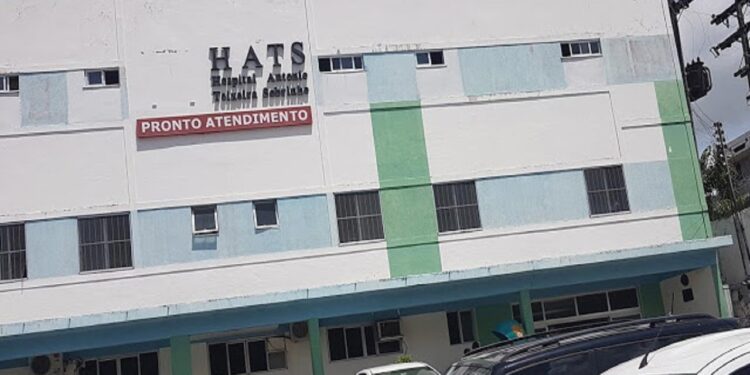 HATS
Hospital Antonio
Teixeira Sobrinho
PRONTO ATENDIMENTO